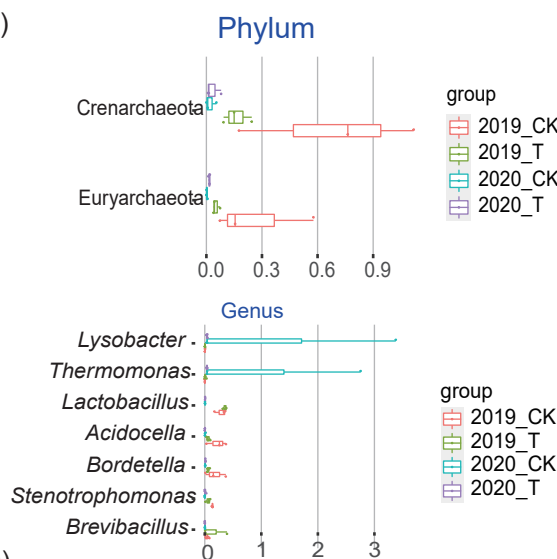 )
Phylum
Crenarchaeota
Euryarchaeota
0.0 0.3 0.6 0.9
group
2019_CK
2019_T
2020_CK
2020_T
Genus
Lysobacter
Thermomonas
Lactobacillus
Acidocella
Bordetella
Stenotrophomonas
Brevibacillus
0 1 2 3
group
2019_CK
2019_T
2020_CK
2020_T
)